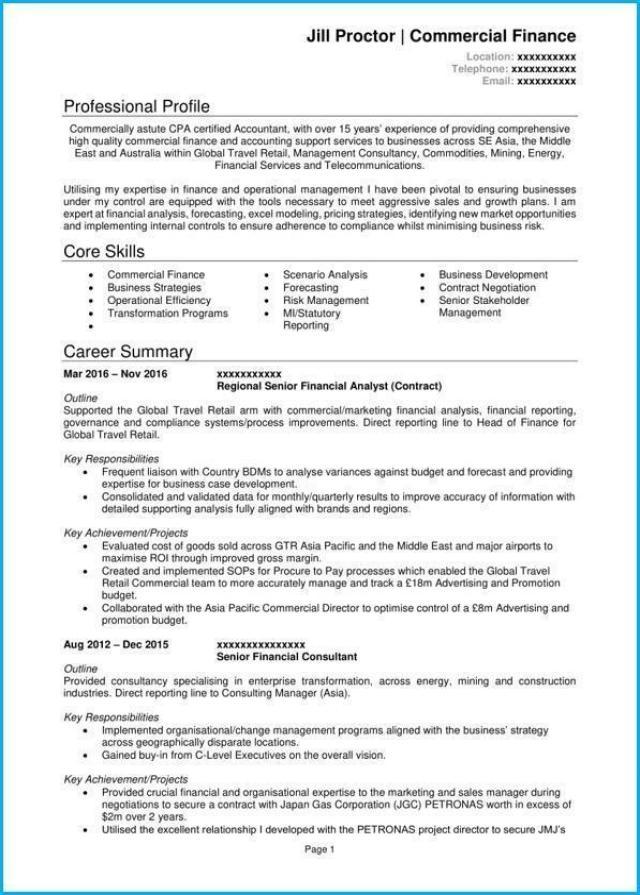 Jill Proctor | Commercial Finance
Location: xxxxxxxxxx
Telephone: xxxxxxxxxxx
Email: xxxxxxxxxx
Professional Profile
Commercially astute CPA certified Accountant, with over 15 years' experience of providing comprehensive
high quality commercial finance and accounting support services to businesses across SE Asia, the Middle
East and Australia within Global Travel Retail, Management Consultancy, Commodities, Mining, Energy,
Financial Services and Telecommunications.
Utilising my expertise in finance and operational management I have been pivotal to ensuring businesses
under my control are equipped with the tools necessary to meet aggressive sales and growth plans. I am
expert at financial analysis, forecasting, excel modeling, pricing strategies, identifying new market opportunities
and implementing internal controls to ensure adherence to compliance whilst minimising business risk.
Core Skills
• Commercial Finance
• Business Strategies
• Operational Efficiency
• Transformation Programs
•
• Scenario Analysis
• Forecasting
• Risk Management
• MI/Statutory
Reporting
• Business Development
• Contract Negotiation
• Senior Stakeholder
Management
Career Summary
Mar 2016 – Nov 2016 xxxxxxxxxxx
Regional Senior Financial Analyst (Contract)
Outline
Supported the Global Travel Retail arm with commercial/marketing financial analysis, financial reporting,
governance and compliance systems/process improvements. Direct reporting line to Head of Finance for
Global Travel Retail.
Key Responsibilities
• Frequent liaison with Country BDMs to analyse variances against budget and forecast and providing
expertise for business case development.
• Consolidated and validated data for monthly/quarterly results to improve accuracy of information with
detailed supporting analysis fully aligned with brands and regions.
Key Achievement/Projects
• Evaluated cost of goods sold across GTR Asia Pacific and the Middle East and major airports to
maximise ROI through improved gross margin.
• Created and implemented SOPs for Procure to Pay processes which enabled the Global Travel
Retail Commercial team to more accurately manage and track a £18m Advertising and Promotion
budget.
• Collaborated with the Asia Pacific Commercial Director to optimise control of a £8m Advertising and
promotion budget.
Aug 2012 – Dec 2015 xxxxxxxxxxxxxxx
Senior Financial Consultant
Outline
Provided consultancy specialising in enterprise transformation, across energy, mining and construction
industries. Direct reporting line to Consulting Manager (Asia).
Key Responsibilities
• Implemented organisational/change management programs aligned with the business' strategy
across geographically disparate locations.
• Gained buy-in from C-Level Executives on the overall vision.
Key Achievement/Projects
• Provided crucial financial and organisational expertise to the marketing and sales manager during
negotiations to secure a contract with Japan Gas Corporation (JGC) PETRONAS worth in excess of
$2m over 2 years.
• Utilised the excellent relationship I developed with the PETRONAS project director to secure JMJ's
Page 1